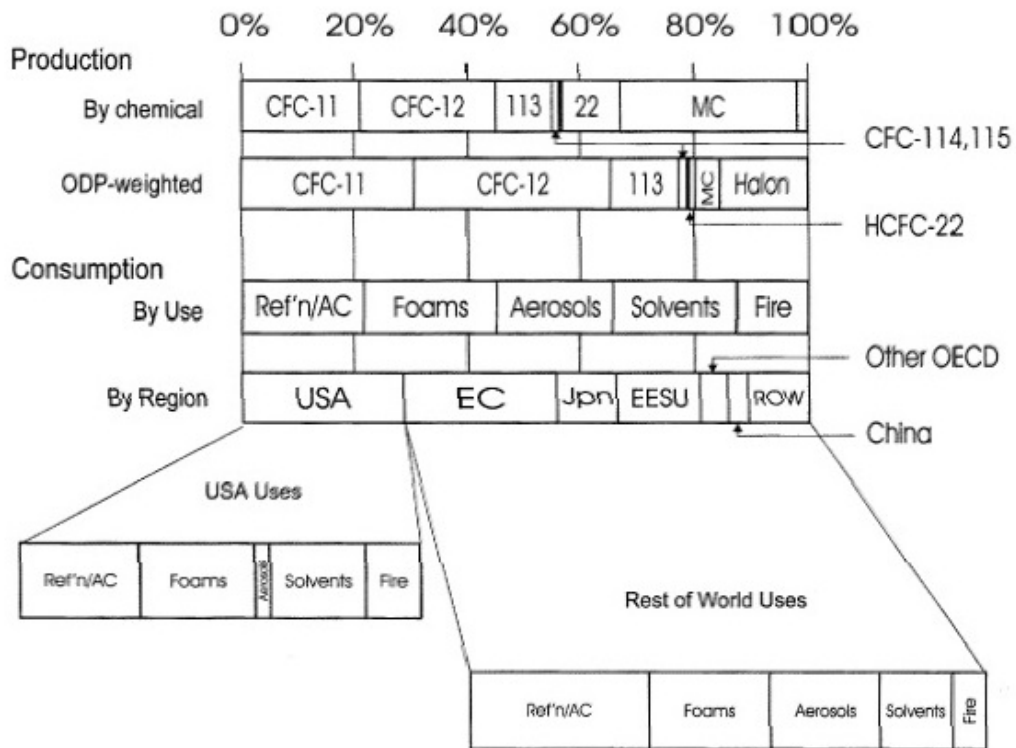 0% 20% 40% 60% 80% 100%
Production
By chemical CFC-11 CFC-12 113 22 MC
CFC-114,115
ODP-weighted CFC-11 CFC-12 113 MC Halon
HCFC-22
Consumption
By Use Ref'n/AC Foams Aerosols Solvents Fire
Other OECD
By Region USA EC Jpn EESU ROW
China
USA Uses
Ref'n/AC Foams Aerosols Solvents Fire
Rest of World Uses
Ref'n/AC Foams Aerosols Solvents Fire